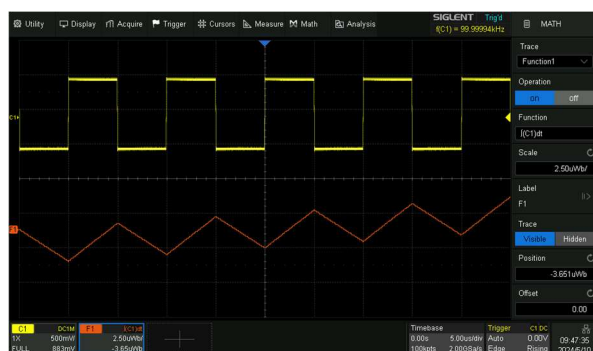 Utility Display Acquire Trigger Cursors Measure Math Analysis
SIGLENT Trig'd
f(C1) = 99.99994kHz
MATH
Trace
Function1
Operation
on off
Function
∫(C1)dt
Scale
2.50uWb/
Label
F1
Trace
Visible Hidden
Position
-3.651uWb
Offset
0.00
C1
F1
C1 DC1M
1X 500mV/
FULL 883mV
F1 ∫(C1)dt
2.50uWb/
-3.65uWb
Timebase
0.00s 5.00us/div
100kpts 2.00GSa/s
Trigger C1 DC
Auto 0.00V
Edge Rising
09:47:35
2024/5/10